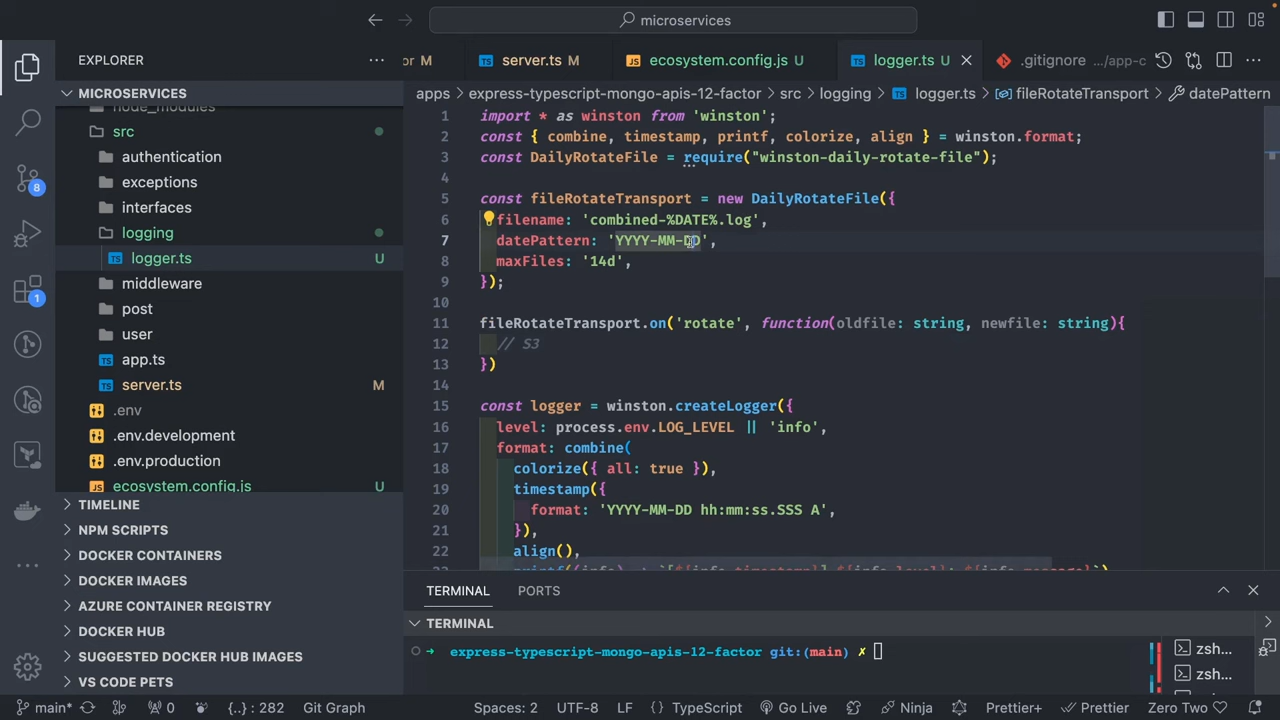 microservices
EXPLORER
or M
server.ts M
ecosystem.config.js U
logger.ts U
.gitignore .../app-c
MICROSERVICES
node_modules
src
authentication
exceptions
interfaces
logging
logger.ts U
middleware
post
user
app.ts
server.ts M
.env
.env.development
.env.production
ecosystem.config.js U
TIMELINE
NPM SCRIPTS
DOCKER CONTAINERS
DOCKER IMAGES
AZURE CONTAINER REGISTRY
DOCKER HUB
SUGGESTED DOCKER HUB IMAGES
VS CODE PETS
8
1
apps > express-typescript-mongo-apis-12-factor > src > logging > logger.ts > fileRotateTransport > datePattern
1 import * as winston from 'winston';
2 const { combine, timestamp, printf, colorize, align } = winston.format;
3 const DailyRotateFile = require("winston-daily-rotate-file");
4
5 const fileRotateTransport = new DailyRotateFile({
6 filename: 'combined-%DATE%.log',
7 datePattern: 'YYYY-MM-DD',
8 maxFiles: '14d',
9 });
10
11 fileRotateTransport.on('rotate', function(oldfile: string, newfile: string){
12 // S3
13 })
14
15 const logger = winston.createLogger({
16 level: process.env.LOG_LEVEL || 'info',
17 format: combine(
18 colorize({ all: true }),
19 timestamp({
20 format: 'YYYY-MM-DD hh:mm:ss.SSS A',
21 }),
22 align(),
TERMINAL
PORTS
TERMINAL
express-typescript-mongo-apis-12-factor git:(main) ✗
zsh...
zsh...
main*
0
{..} : 282
Git Graph
Spaces: 2
UTF-8
LF
TypeScript
Go Live
Ninja
Prettier+
Prettier
Zero Two